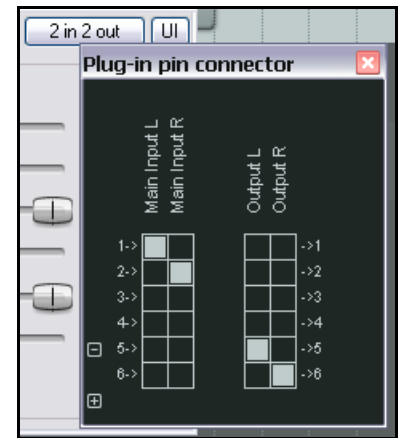 2 in 2 out UI
Plug-in pin connector
Main Input L
Main Input R
Output L
Output R
1-> ->1
2-> ->2
3-> ->3
4-> ->4
5-> ->5
6-> ->6